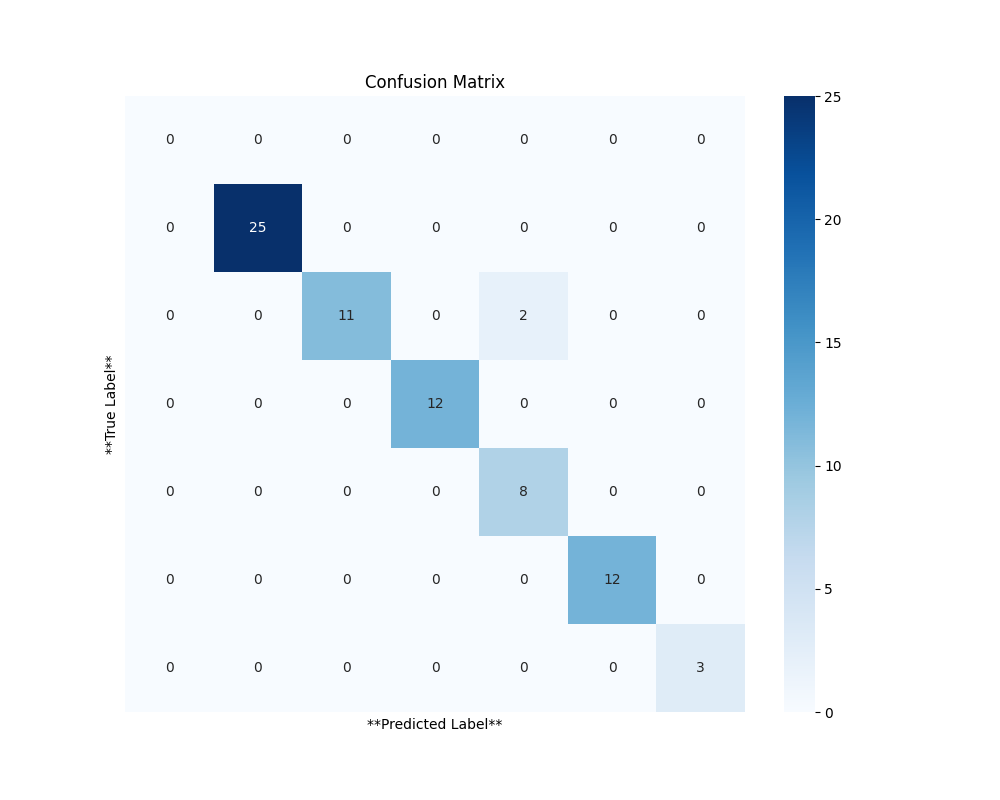 Confusion Matrix
0 0 0 0 0 0 0
0 25 0 0 0 0 0
0 0 11 0 2 0 0
0 0 0 12 0 0 0
0 0 0 0 8 0 0
0 0 0 0 0 12 0
0 0 0 0 0 0 3
**True Label**
**Predicted Label**
25
20
15
10
5
0